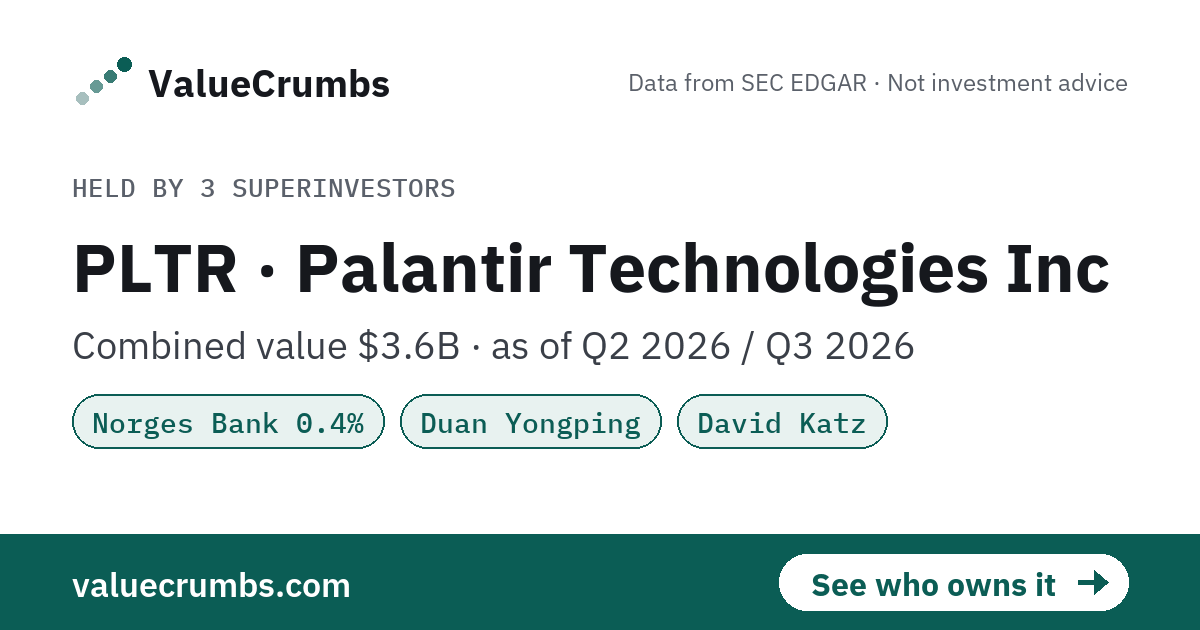 ValueCrumbs
Data from SEC EDGAR · Not investment advice
HELD BY 3 SUPERINVESTORS
PLTR · Palantir Technologies Inc
Combined value $3.6B · as of Q2 2026 / Q3 2026
Norges Bank 0.4%
Duan Yongping
David Katz
valuecrumbs.com
See who owns it →